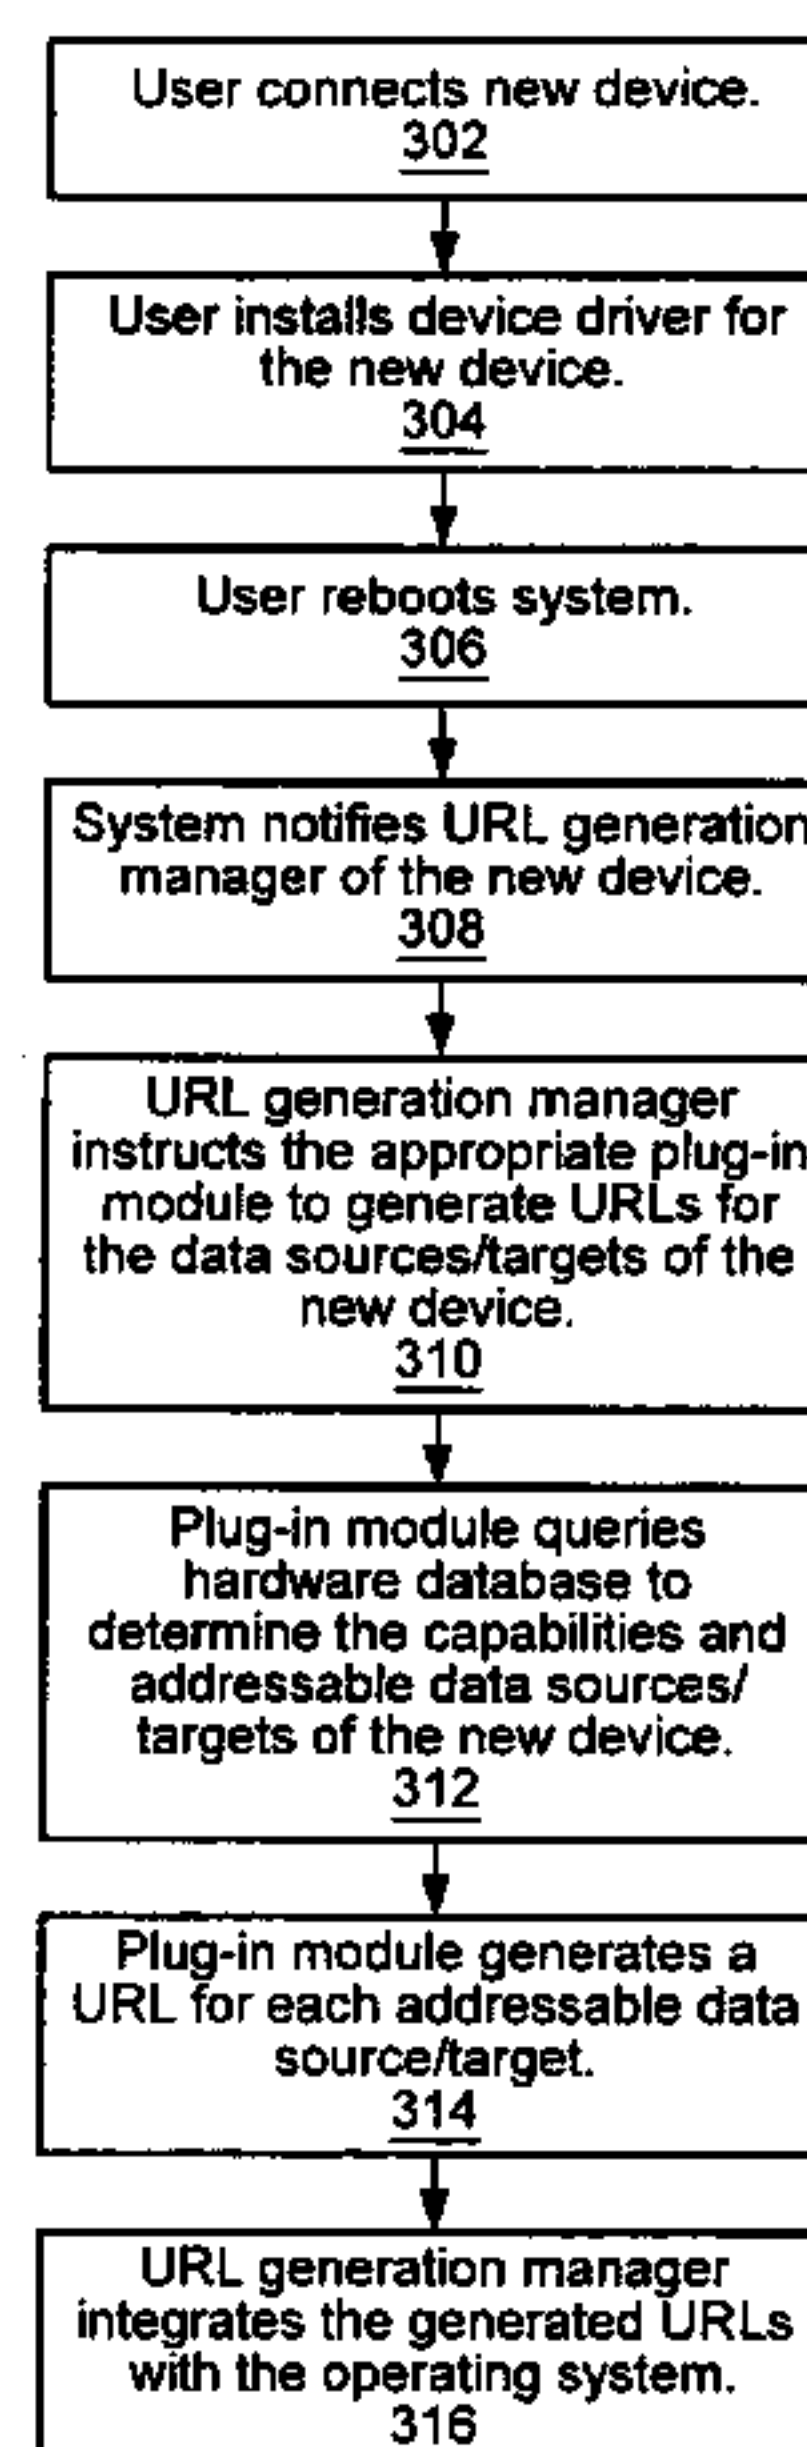 User connects new device.
302
User installs device driver for
the new device.
304
User reboots system.
306
System notifies URL generation
manager of the new device.
308
URL generation manager
instructs the appropriate plug-in
module to generate URLs for
the data sources/targets of the
new device.
310
Plug-in module queries
hardware database to
determine the capabilities and
addressable data sources/
targets of the new device.
312
Plug-in module generates a
URL for each addressable data
source/target.
314
URL generation manager
integrates the generated URLs
with the operating system.
316